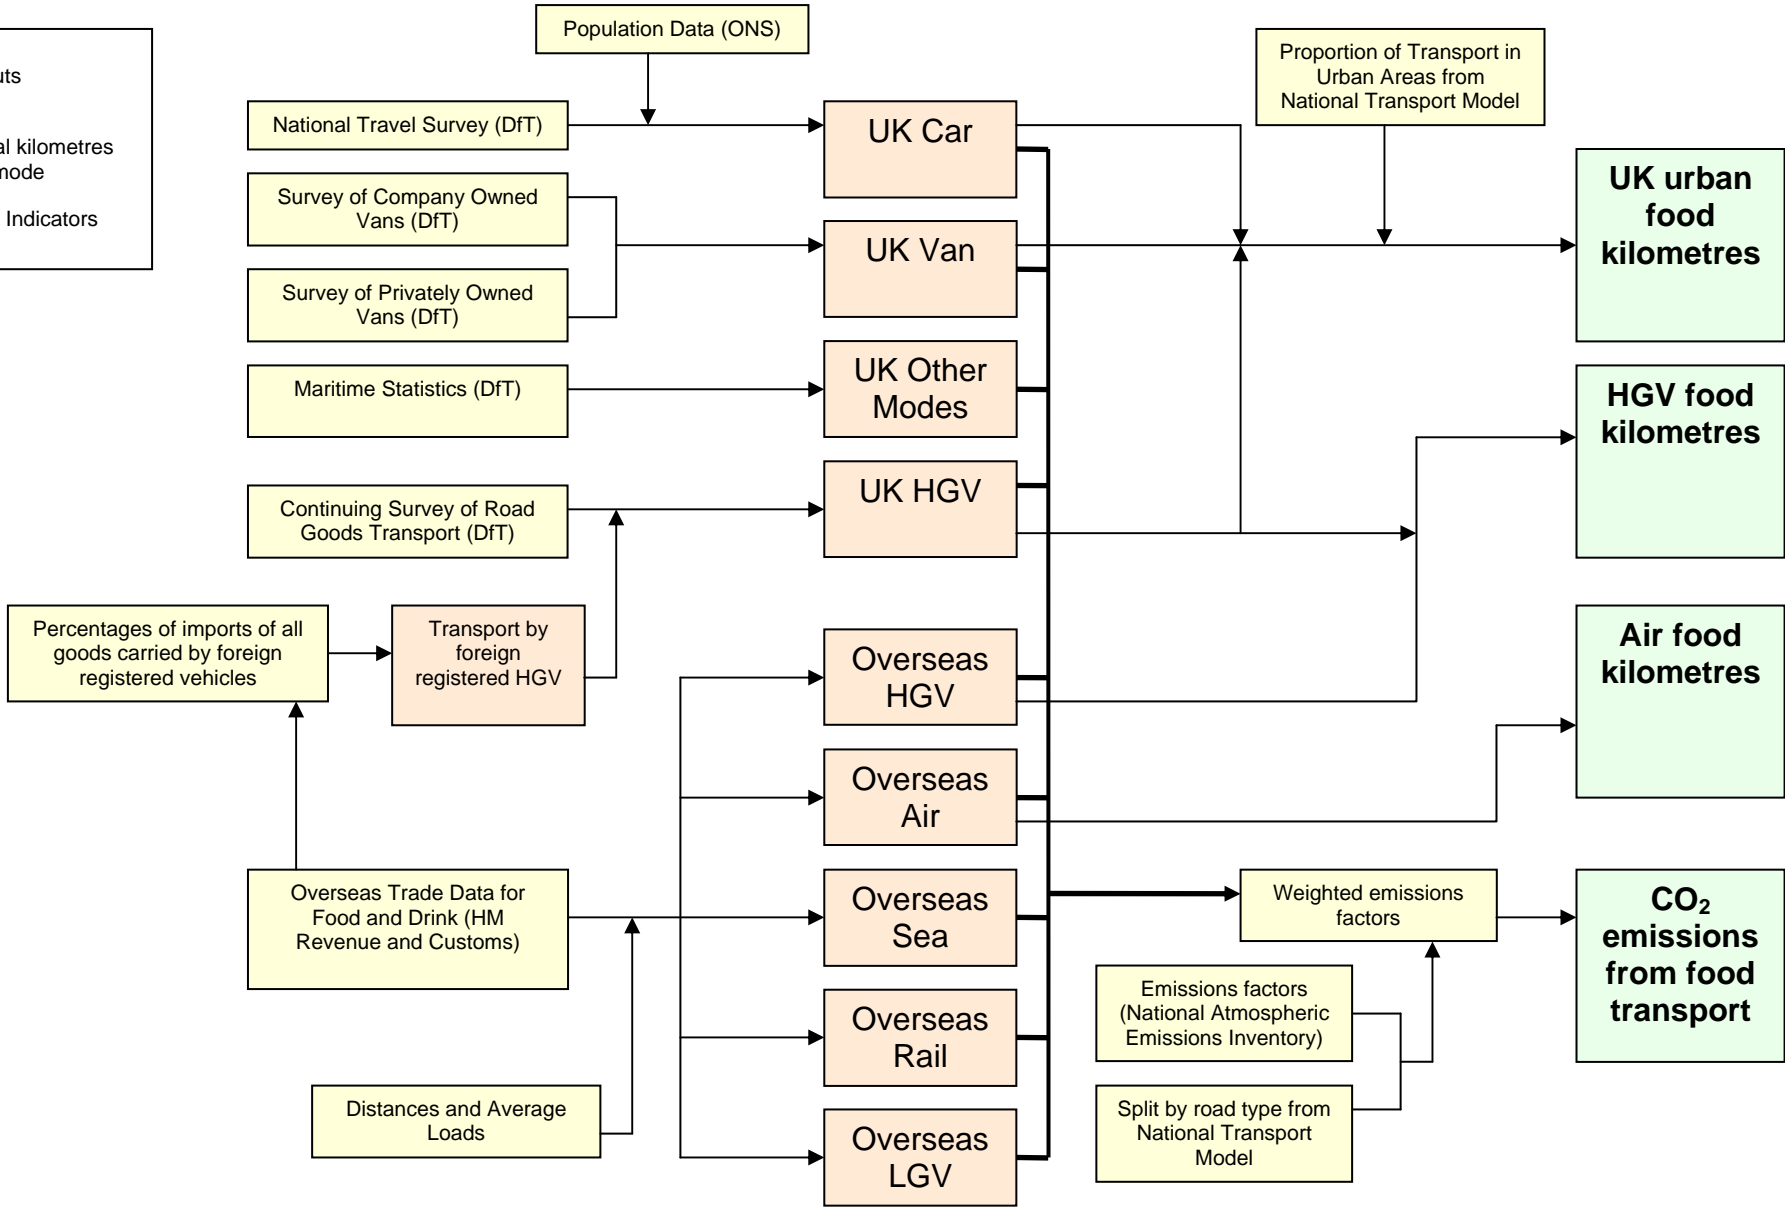 Population Data (ONS)
Proportion of Transport in
Urban Areas from
National Transport Model
kilometres
mode
Indicators
National Travel Survey (DfT)
UK Car
UK urban
food
kilometres
Survey of Company Owned
Vans (DfT)
UK Van
Survey of Privately Owned
Vans (DfT)
Maritime Statistics (DfT)
UK Other
Modes
HGV food
kilometres
Continuing Survey of Road
Goods Transport (DfT)
UK HGV
Percentages of imports of all
goods carried by foreign
registered vehicles
Transport by
foreign
registered HGV
Overseas
HGV
Air food
kilometres
Overseas
Air
Overseas Trade Data for
Food and Drink (HM
Revenue and Customs)
Overseas
Sea
Weighted emissions
factors
CO₂
emissions
from food
transport
Emissions factors
(National Atmospheric
Emissions Inventory)
Overseas
Rail
Distances and Average
Loads
Split by road type from
National Transport
Model
Overseas
LGV